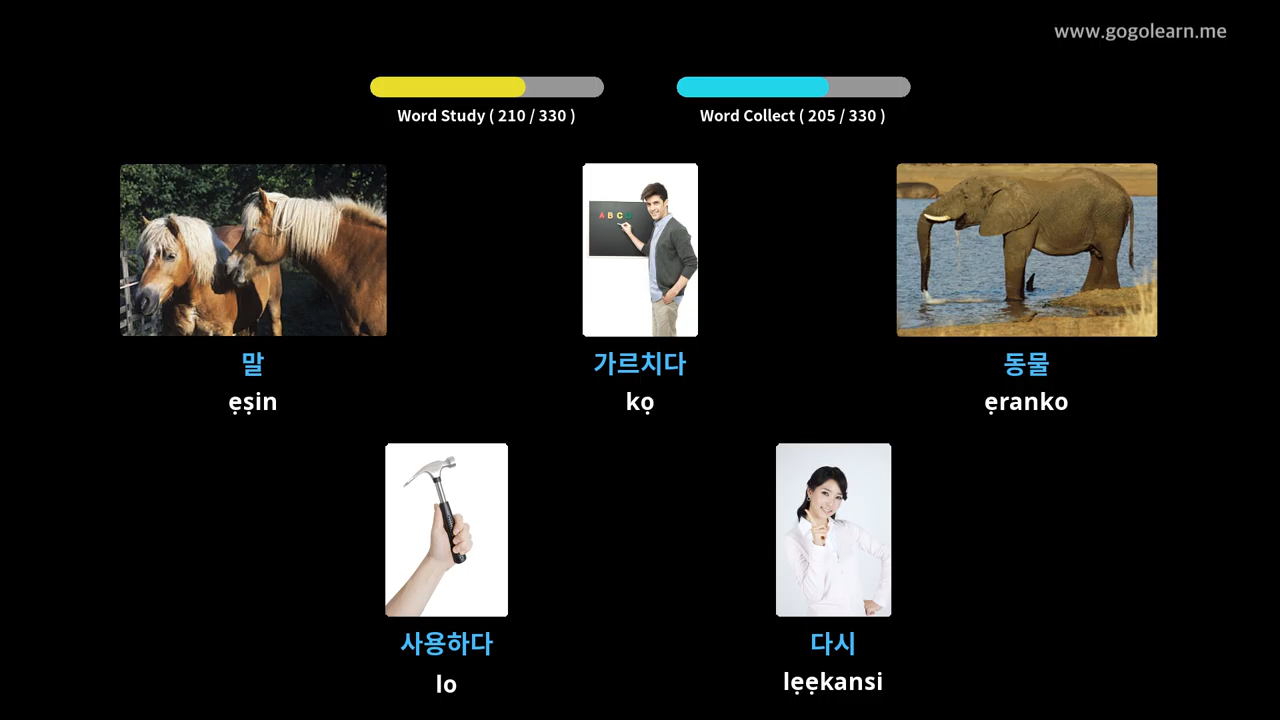 www.gogolearn.me
Word Study ( 210 / 330 )
Word Collect ( 205 / 330 )
A B C D
말
ẹṣin
가르치다
kọ
동물
ẹranko
사용하다
lo
다시
lẹẹkansi